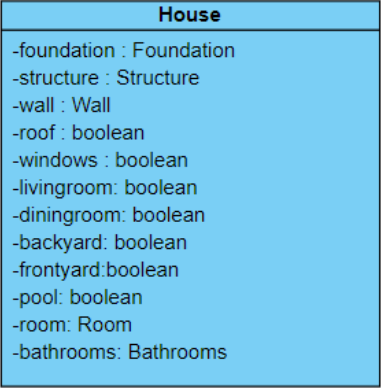 House
-foundation : Foundation
-structure : Structure
-wall : Wall
-roof : boolean
-windows : boolean
-livingroom: boolean
-diningroom: boolean
-backyard: boolean
-frontyard:boolean
-pool: boolean
-room: Room
-bathrooms: Bathrooms